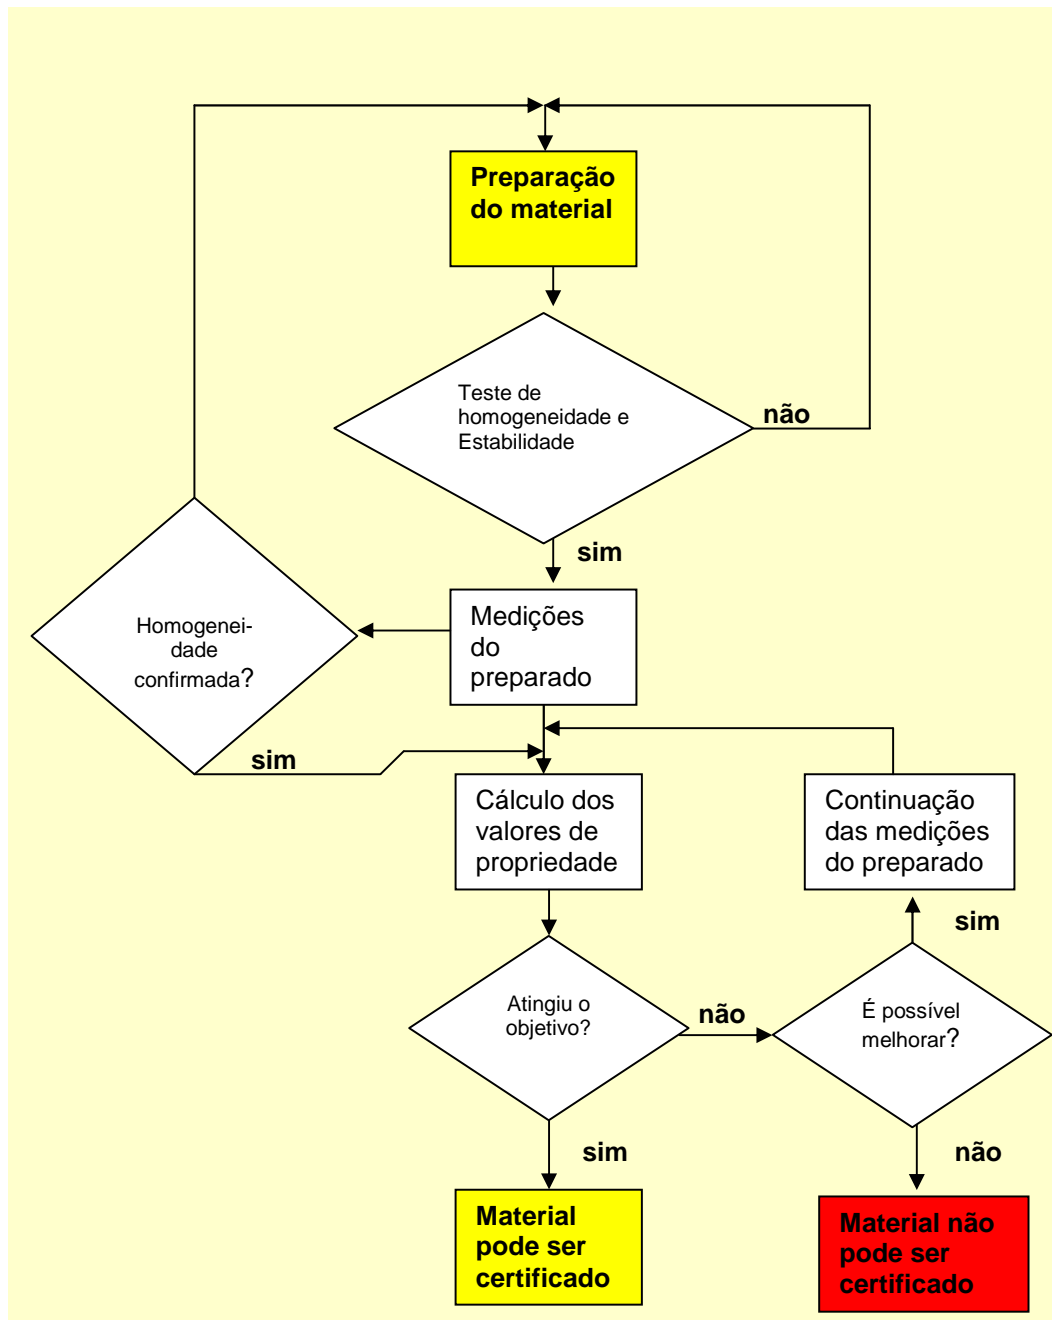 Preparação
do material
Teste de
homogeneidade e
Estabilidade
não
sim
Medições
do
preparado
Homogenei-
dade
confirmada?
sim
Cálculo dos
valores de
propriedade
Continuação
das medições
do preparado
sim
Atingiu o
objetivo?
não
É possível
melhorar?
sim
não
Material
pode ser
certificado
Material não
pode ser
certificado